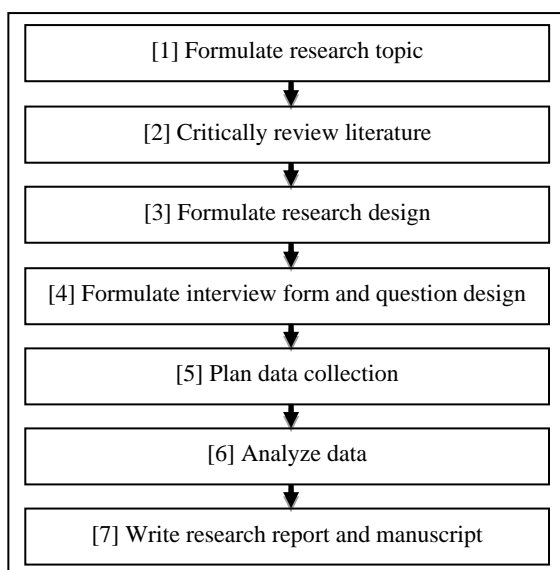 [1] Formulate research topic
[2] Critically review literature
[3] Formulate research design
[4] Formulate interview form and question design
[5] Plan data collection
[6] Analyze data
[7] Write research report and manuscript